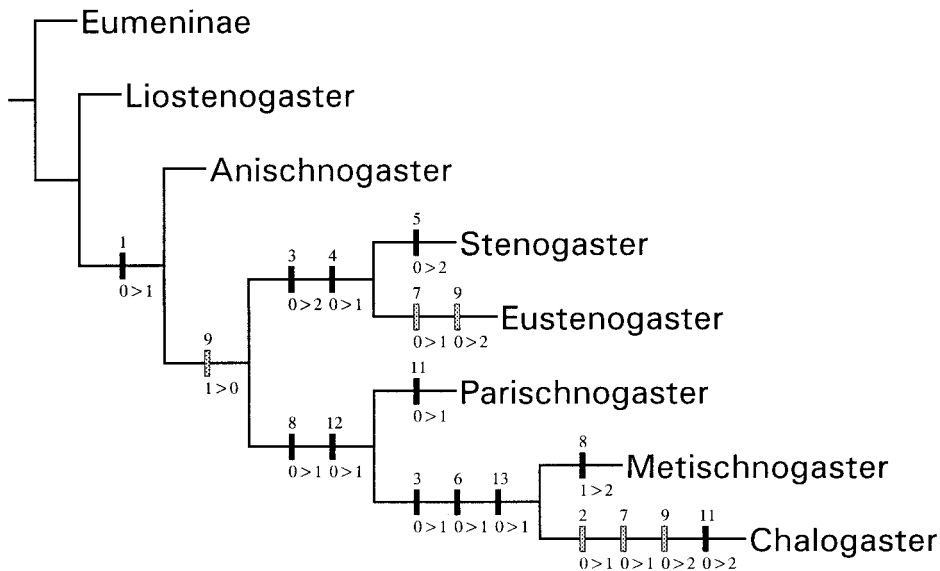 Eumeninae
Liostenogaster
Anischnogaster
5
Stenogaster
0>2
1
0>1
3 4
0>2 0>1
7 9
Eustenogaster
0>1 0>2
9
1>0
11
Parischnogaster
0>1
8 12
0>1 0>1
8
Metischnogaster
1>2
3 6 13
0>1 0>1 0>1
2 7 9 11
Chalogaster
0>1 0>1 0>2 0>2